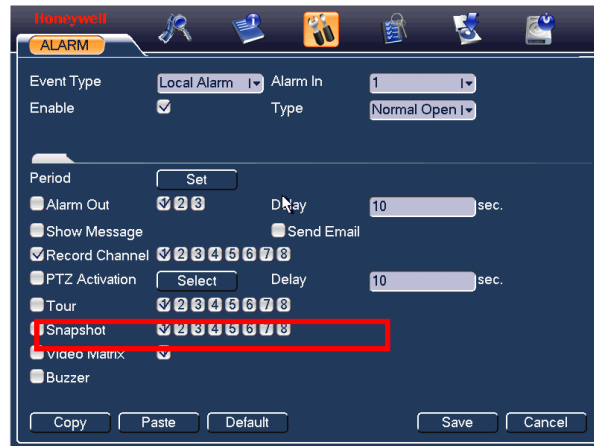 Honeywell
ALARM
Event Type Local Alarm Alarm In 1
Enable Type Normal Open
Period Set
Alarm Out 1 2 3 Delay 10 sec.
Show Message Send Email
Record Channel 1 2 3 4 5 6 7 8
PTZ Activation Select Delay 10 sec.
Tour 1 2 3 4 5 6 7 8
Snapshot 1 2 3 4 5 6 7 8
Video Matrix
Buzzer
Copy Paste Default Save Cancel